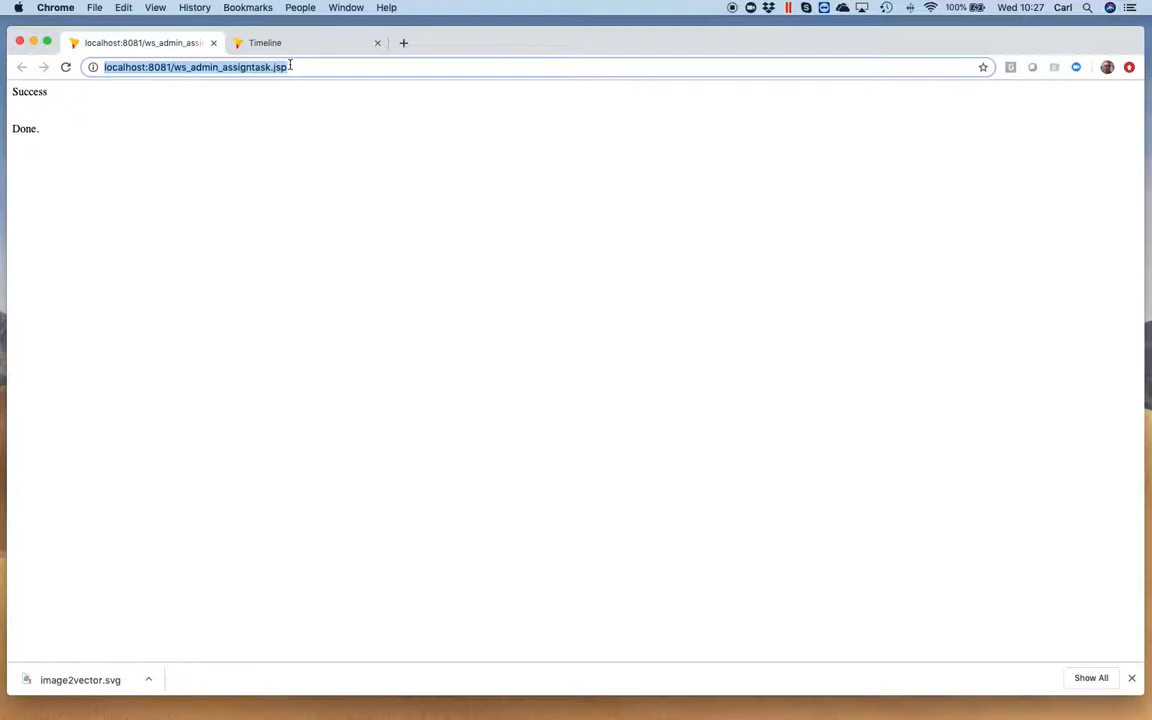 Chrome File Edit View History Bookmarks People Window Help 100% Wed 10:27 Carl
localhost:8081/ws_admin_assi Timeline
localhost:8081/ws_admin_assigntask.jsp
Success
Done.
image2vector.svg Show All